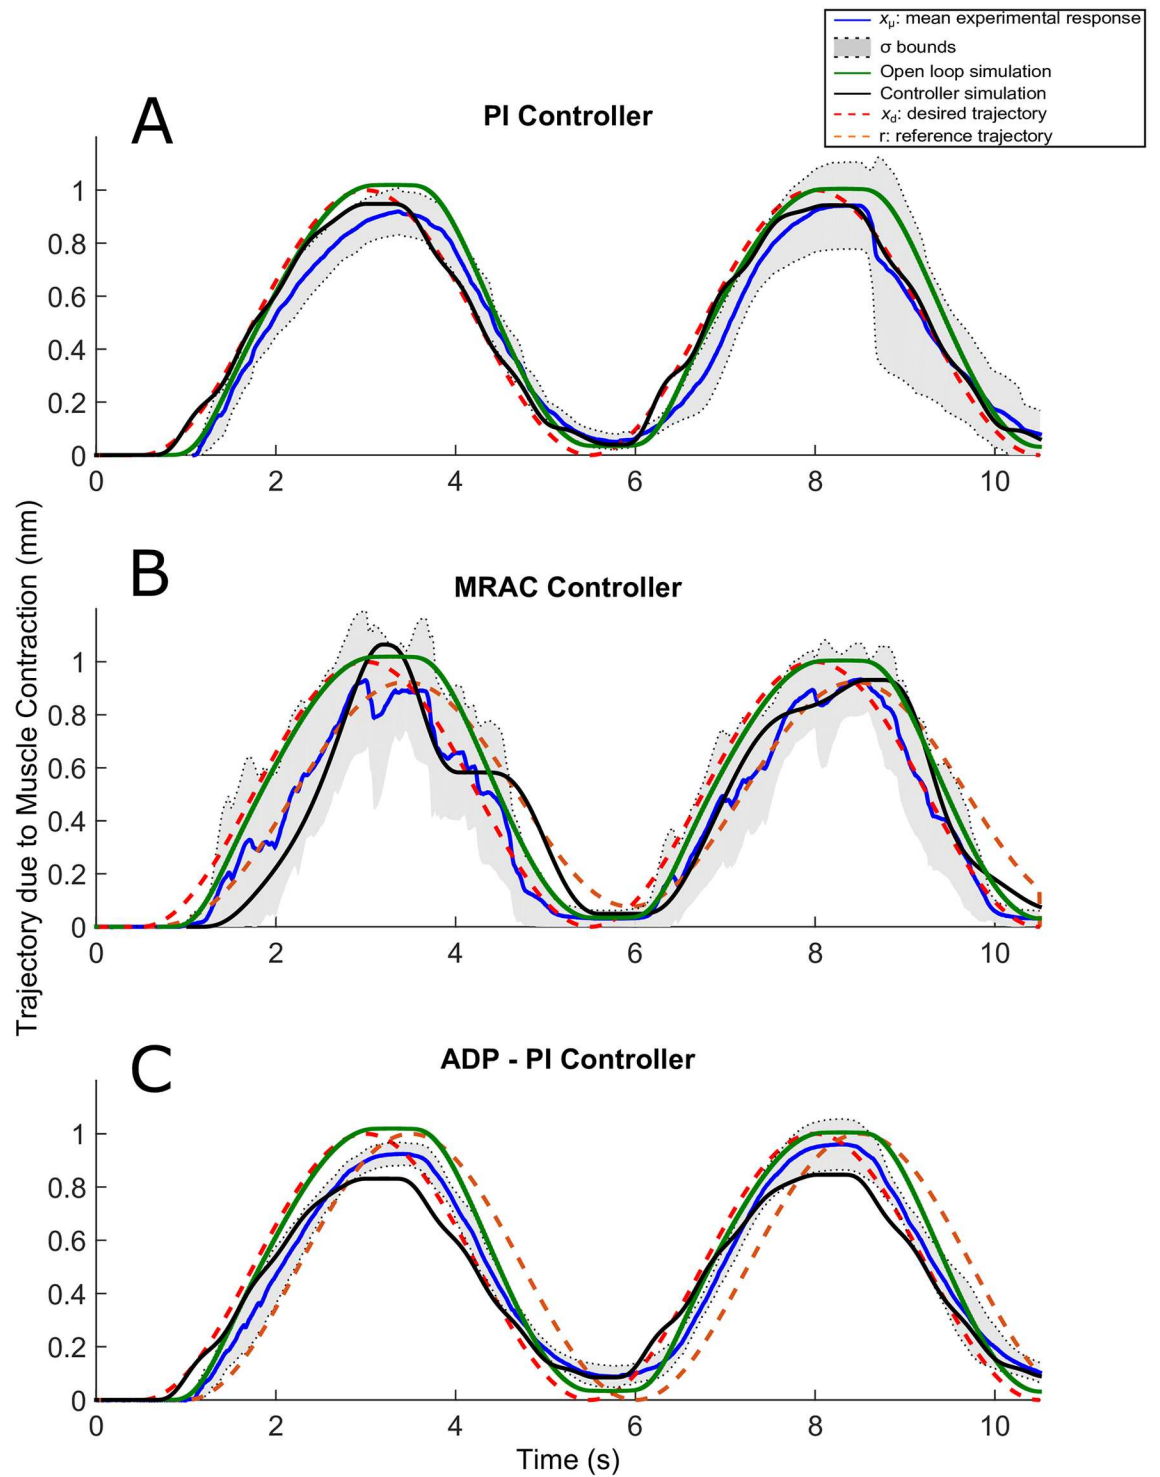 xμ: mean experimental response
σ bounds
Open loop simulation
Controller simulation
xd: desired trajectory
r: reference trajectory
A
PI Controller
1
0.8
0.6
0.4
0.2
0
0 2 4 6 8 10
Trajectory due to Muscle Contraction (mm)
B
MRAC Controller
1
0.8
0.6
0.4
0.2
0
0 2 4 6 8 10
C
ADP - PI Controller
1
0.8
0.6
0.4
0.2
0
0 2 4 6 8 10
Time (s)